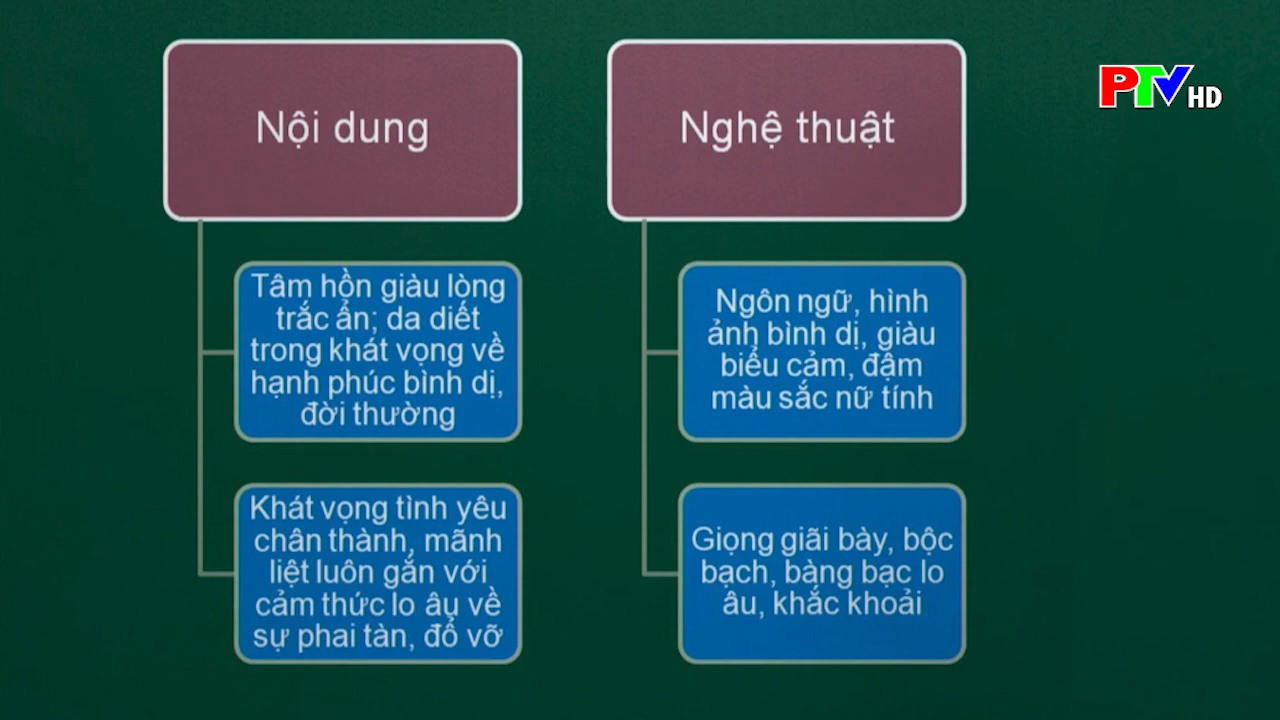 Nội dung
Tâm hồn giàu lòng
trắc ẩn; da diết
trong khát vọng về
hạnh phúc bình dị,
đời thường
Khát vọng tình yêu
chân thành, mãnh
liệt luôn gắn với
cảm thức lo âu về
sự phai tàn, đổ vỡ
Nghệ thuật
Ngôn ngữ, hình
ảnh bình dị, giàu
biểu cảm, đậm
màu sắc nữ tính
Giọng giãi bày, bộc
bạch, bàng bạc lo
âu, khắc khoải
PTV HD